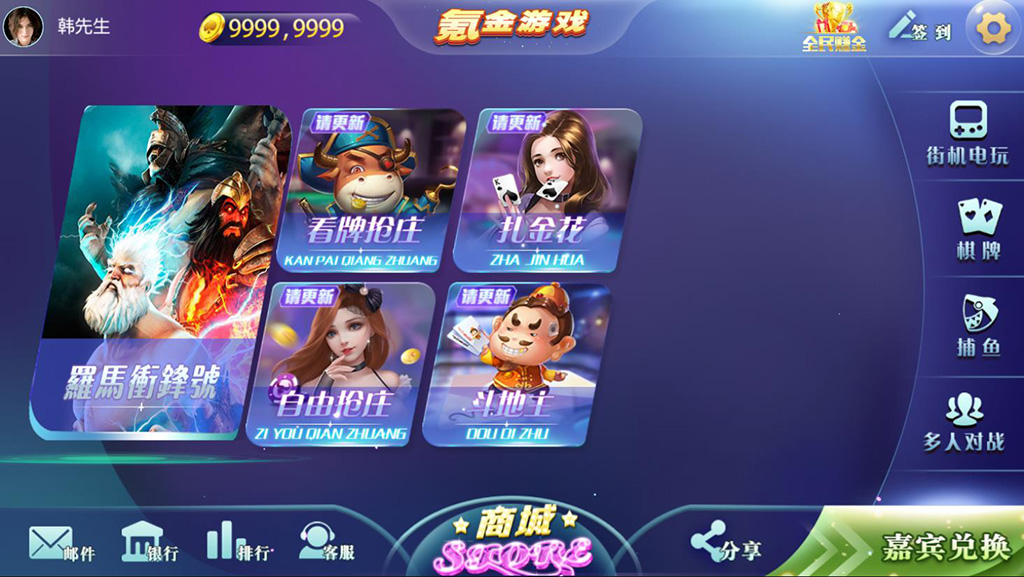 韩先生
9999,9999
氪金游戏
全民赚金
签到
请更新
看牌抢庄
KAN PAI QIANG ZHUANG
请更新
扎金花
ZHA JIN HUA
羅馬衝鋒號
请更新
自由抢庄
ZI YOU QIAN ZHUANG
请更新
斗地主
DOU DI ZHU
街机电玩
棋牌
捕鱼
多人对战
邮件
银行
排行
客服
商城
STORE
分享
嘉宾兑换